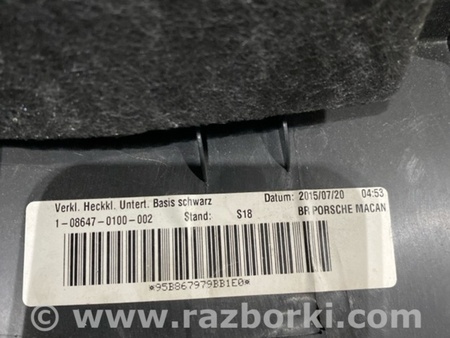 Verkl. Heckkl. Untert. Basis schwarz Datum: 2015/07/20 04:53
1-08647-0100-002 Stand: S18 BR PORSCHE MACAN
*95B867979BB1E0*
www.razborki.com